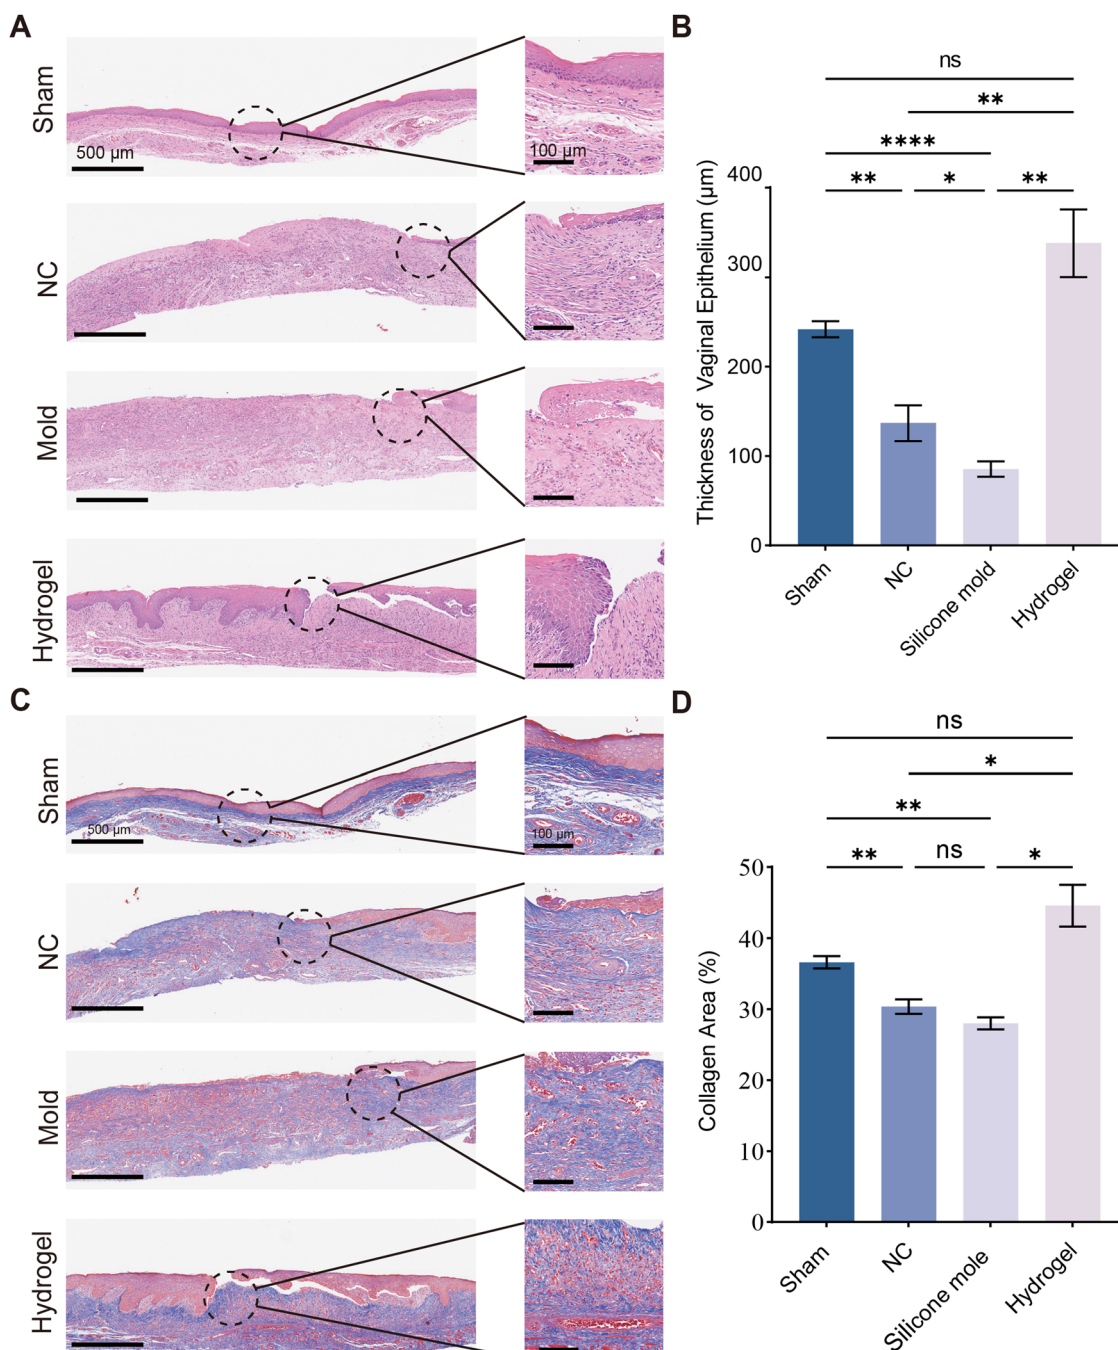 A
Sham
500 µm
100 µm
NC
Mold
Hydrogel
B
ns
**
****
** * **
Thickness of Vaginal Epithelium (µm)
400
300
200
100
0
Sham
NC
Silicone mold
Hydrogel
C
Sham
500 µm
100 µm
NC
Mold
Hydrogel
D
ns
*
**
** ns *
Collagen Area (%)
50
40
30
20
10
0
Sham
NC
Silicone mole
Hydrogel